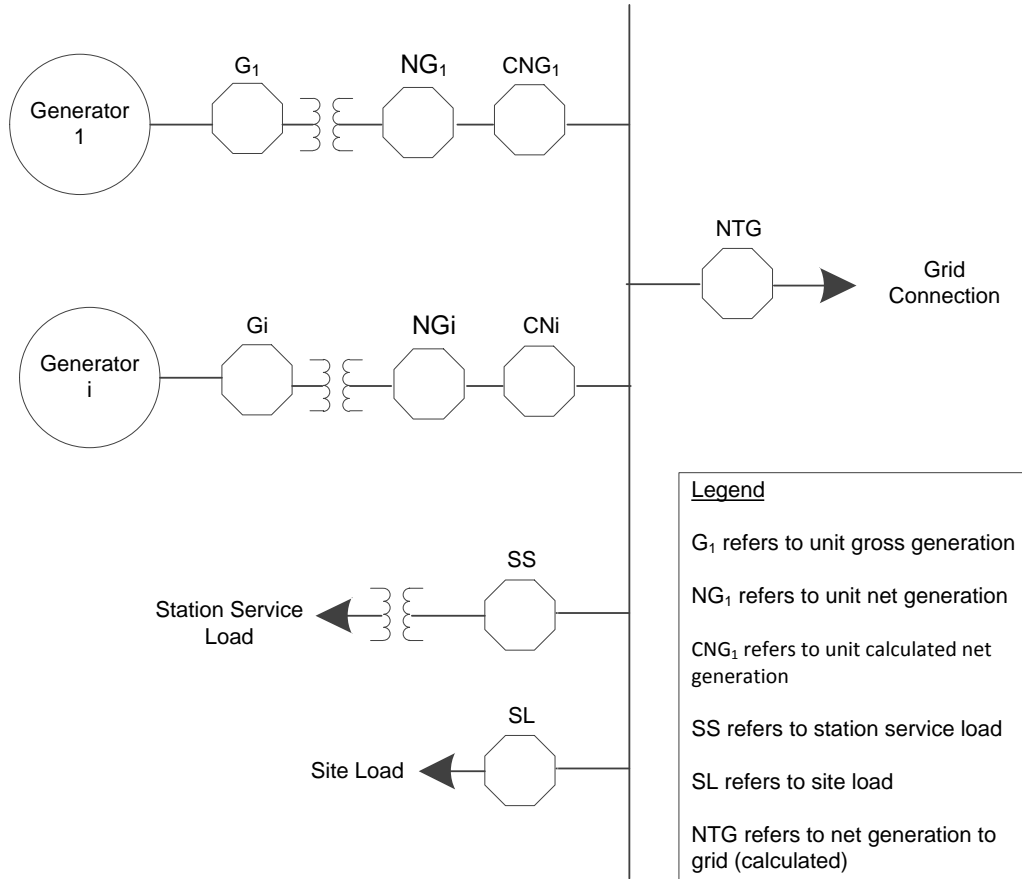 G₁
NG₁
CNG₁
Generator
1
NTG
Grid
Connection
Gi
NGi
CNi
Generator
i
Legend
G₁ refers to unit gross generation
NG₁ refers to unit net generation
CNG₁ refers to unit calculated net
generation
SS refers to station service load
SL refers to site load
NTG refers to net generation to
grid (calculated)
SS
Station Service
Load
SL
Site Load